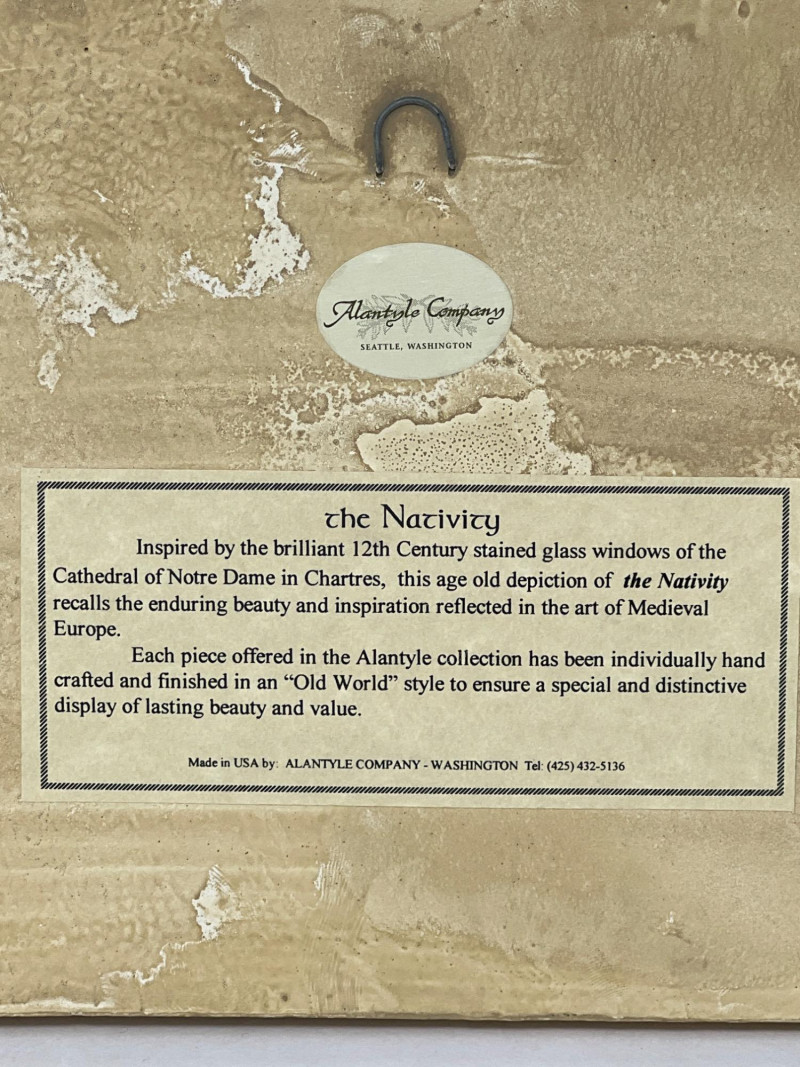 Alantyle Company
SEATTLE, WASHINGTON
the Nativity
Inspired by the brilliant 12th Century stained glass windows of the
Cathedral of Notre Dame in Chartres, this age old depiction of the Nativity
recalls the enduring beauty and inspiration reflected in the art of Medieval
Europe.
Each piece offered in the Alantyle collection has been individually hand
crafted and finished in an “Old World” style to ensure a special and distinctive
display of lasting beauty and value.
Made in USA by: ALANTYLE COMPANY - WASHINGTON Tel: (425) 432-5136